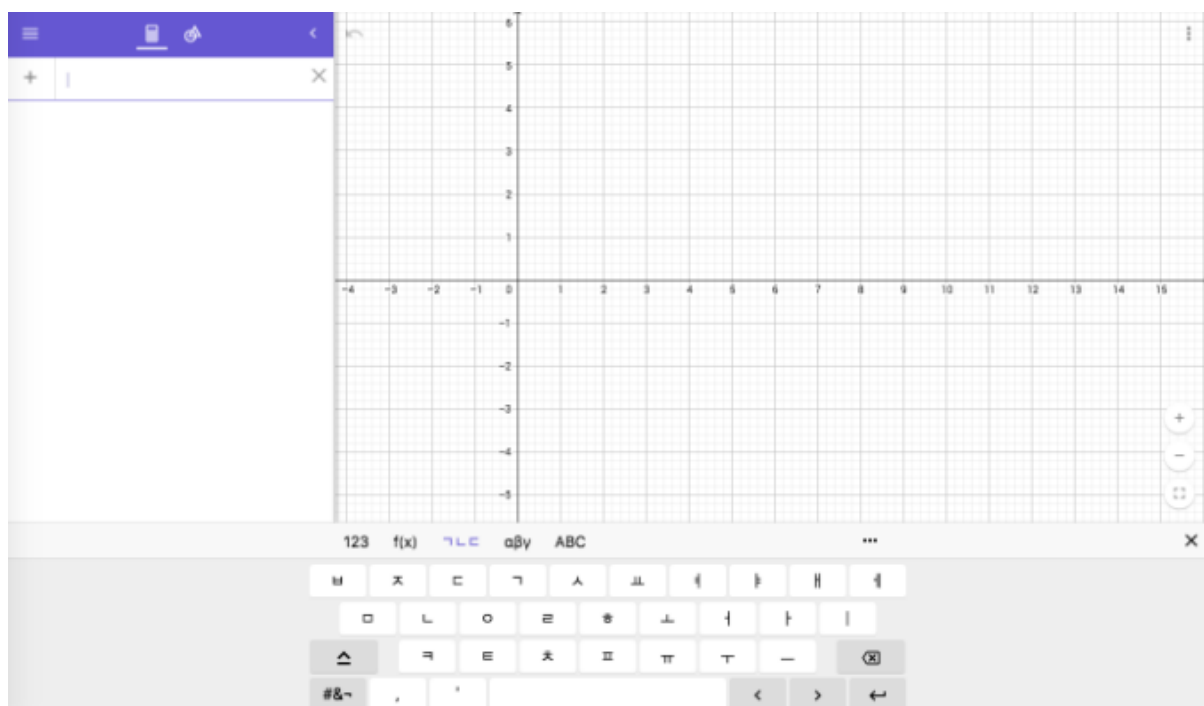 6
5
4
3
2
1
-4 -3 -2 -1 0 1 2 3 4 5 6 7 8 9 10 11 12 13 14 15
-1
-2
-3
-4
-5
123 f(x) ㄱㄴㄷ αβγ ABC
ㅂ ㅈ ㄷ ㄱ ㅅ ㅛ ㅕ ㅑ ㅐ ㅔ
ㅁ ㄴ ㅇ ㄹ ㅎ ㅗ ㅓ ㅏ ㅣ
ㅋ ㅌ ㅊ ㅍ ㅠ ㅜ ㅡ
#&¬ , '